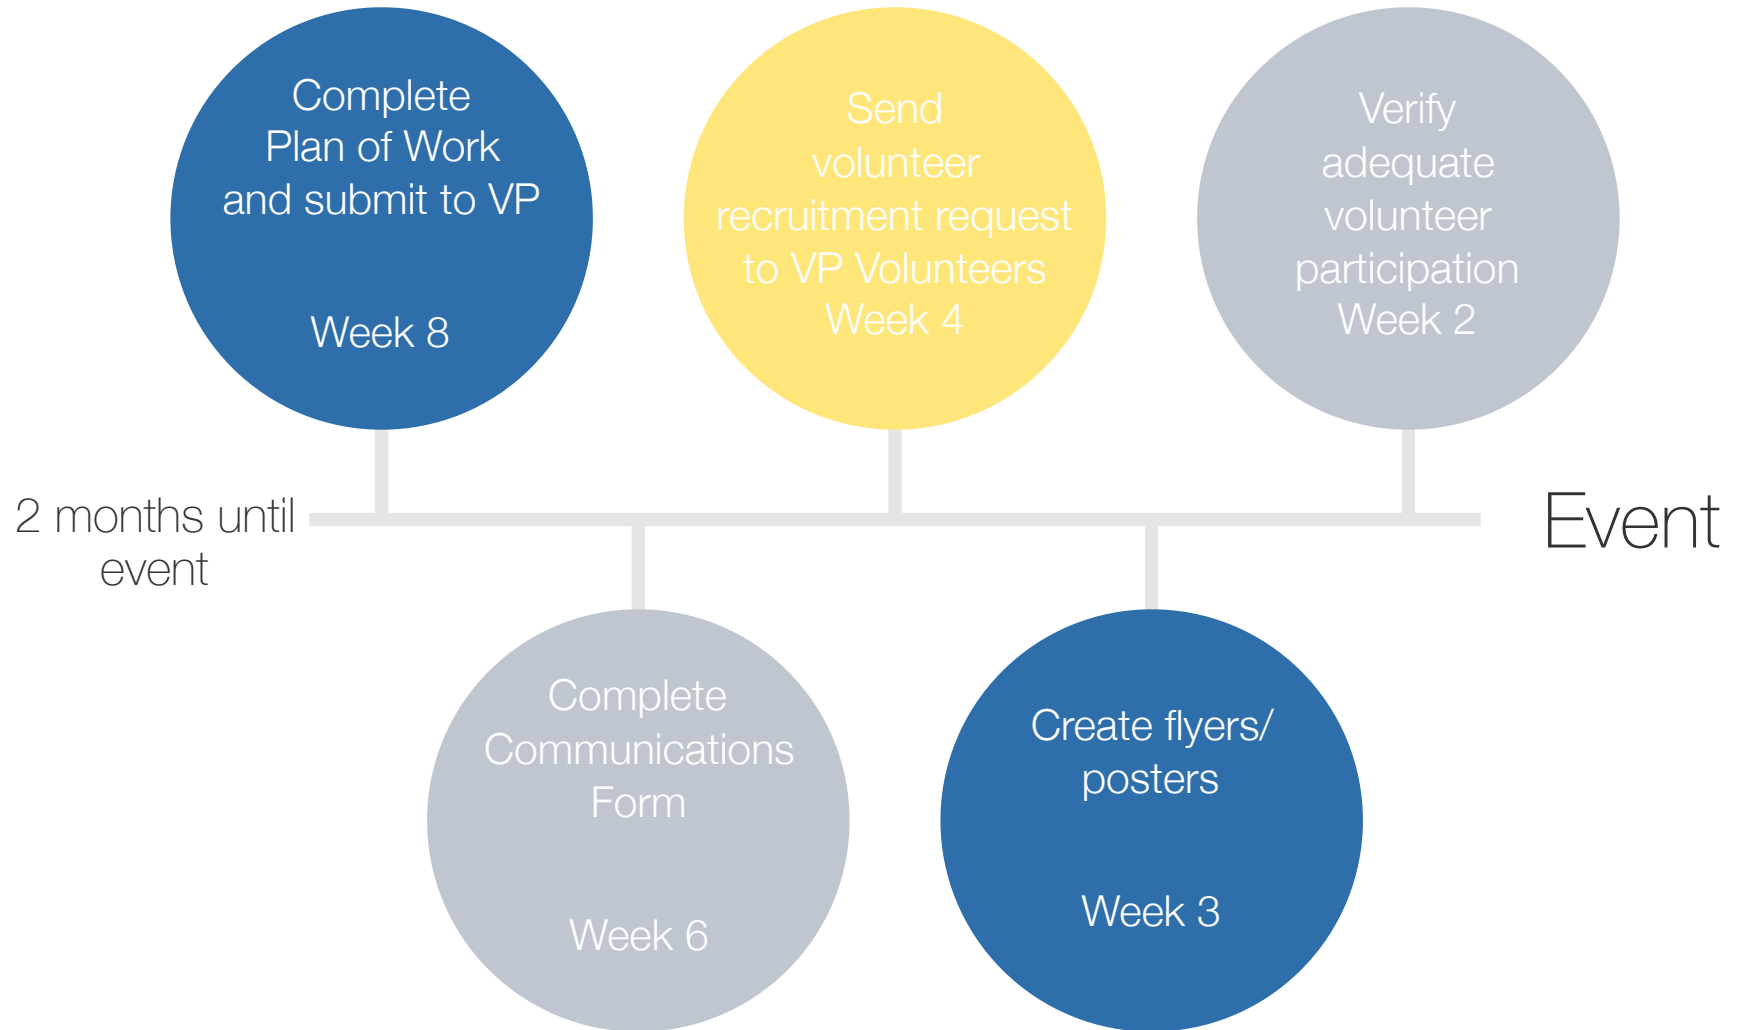 Complete
Plan of Work
and submit to VP
Week 8
Send
volunteer
recruitment request
to VP Volunteers
Week 4
Verify
adequate
volunteer
participation
Week 2
2 months until
event
Event
Complete
Communications
Form
Week 6
Create flyers/
posters
Week 3